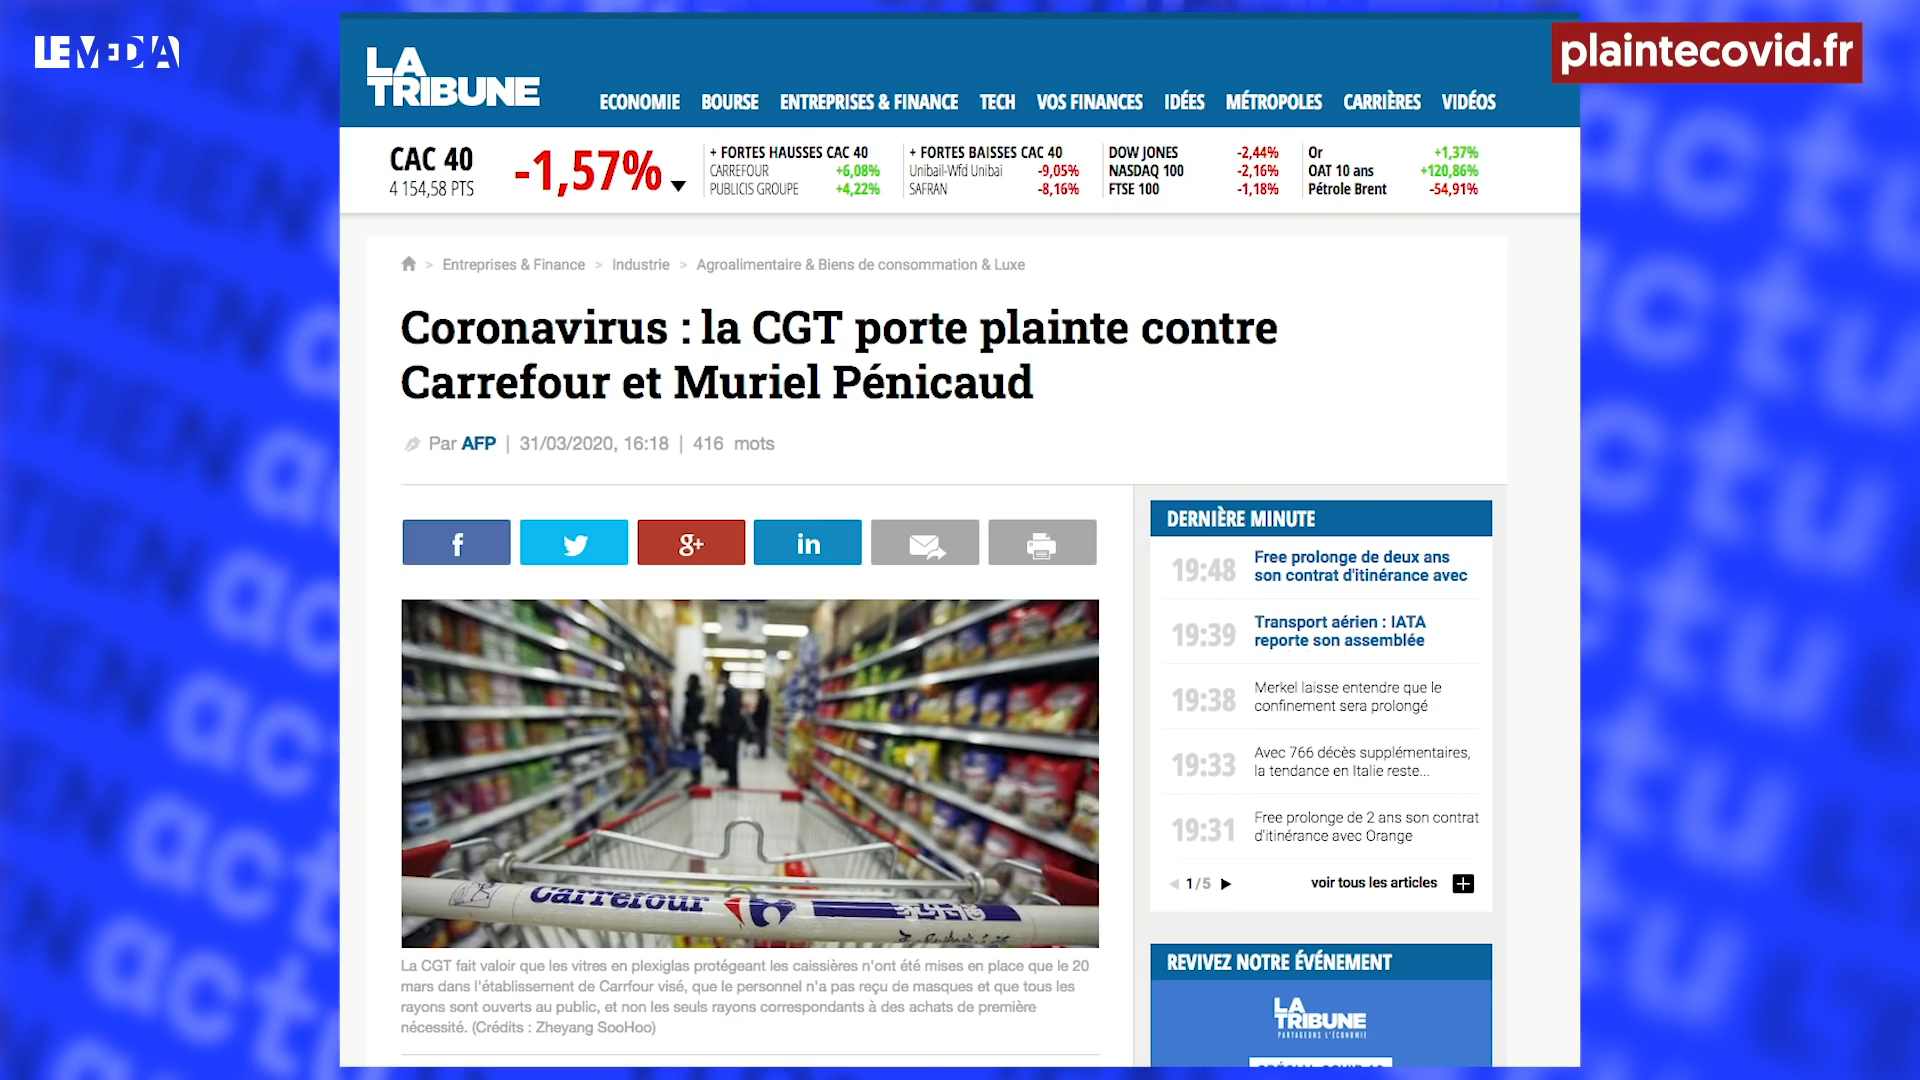 LEMEDIA
plaintecovid.fr
LA
TRIBUNE
ECONOMIE BOURSE ENTREPRISES & FINANCE TECH VOS FINANCES IDÉES MÉTROPOLES CARRIÈRES VIDÉOS
CAC 40
4 154,58 PTS
-1,57%
+ FORTES HAUSSES CAC 40
CARREFOUR +6,08%
PUBLICIS GROUPE +4,22%
+ FORTES BAISSES CAC 40
Unibail-Wfd Unibai -9,05%
SAFRAN -8,16%
DOW JONES -2,44%
NASDAQ 100 -2,16%
FTSE 100 -1,18%
Or +1,37%
OAT 10 ans +120,86%
Pétrole Brent -54,91%
> Entreprises & Finance > Industrie > Agroalimentaire & Biens de consommation & Luxe
Coronavirus : la CGT porte plainte contre
Carrefour et Muriel Pénicaud
Par AFP | 31/03/2020, 16:18 | 416 mots
f
g+
in
Carrefour
La CGT fait valoir que les vitres en plexiglas protégeant les caissières n'ont été mises en place que le 20
mars dans l'établissement de Carrfour visé, que le personnel n'a pas reçu de masques et que tous les
rayons sont ouverts au public, et non les seuls rayons correspondants à des achats de première
nécessité. (Crédits : Zheyang SooHoo)
DERNIÈRE MINUTE
19:48 Free prolonge de deux ans
son contrat d'itinérance avec
19:39 Transport aérien : IATA
reporte son assemblée
19:38 Merkel laisse entendre que le
confinement sera prolongé
19:33 Avec 766 décès supplémentaires,
la tendance en Italie reste...
19:31 Free prolonge de 2 ans son contrat
d'itinérance avec Orange
1/5
voir tous les articles
REVIVEZ NOTRE ÉVÉNEMENT
LA
TRIBUNE
PARTAGEONS L'ÉCONOMIE
actu
actu
actu
actu